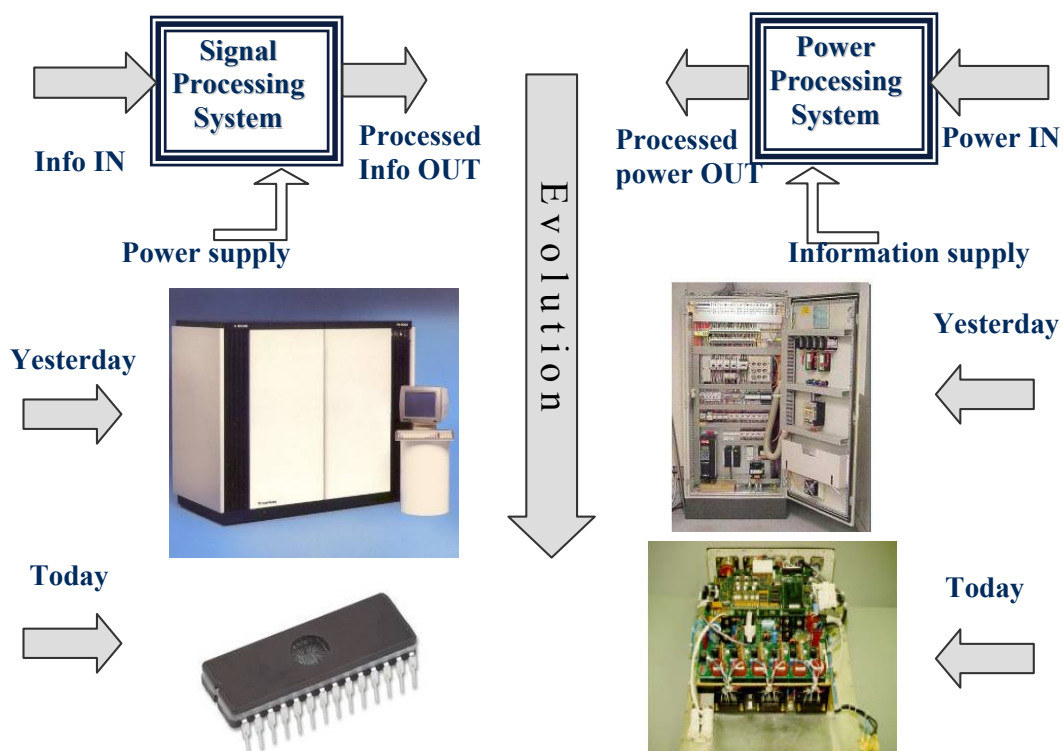 Signal
Processing
System
Info IN
Processed
Info OUT
Power supply
Power
Processing
System
Processed
power OUT
Power IN
Information supply
Evolution
Yesterday
Yesterday
Today
Today